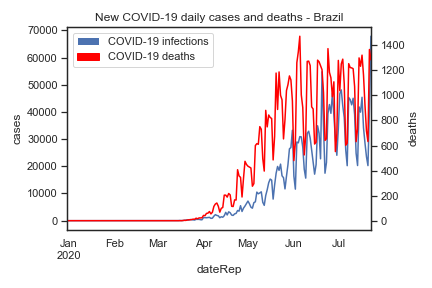 New COVID-19 daily cases and deaths - Brazil
COVID-19 infections
COVID-19 deaths
70000
60000
50000
40000
30000
20000
10000
0
cases
1400
1200
1000
800
600
400
200
0
deaths
Jan Feb Mar Apr May Jun Jul
2020
dateRep